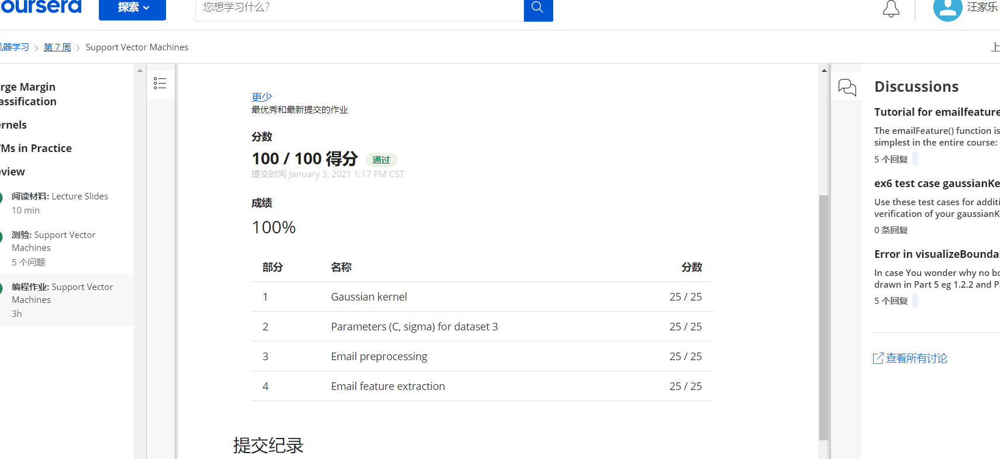 coursera
探索
您想学习什么?
汪家乐
机器学习 > 第 7 周 > Support Vector Machines
上
rge Margin
assification
ernels
Ms in Practice
eview
阅读材料: Lecture Slides
10 min
测验: Support Vector
Machines
5 个问题
编程作业: Support Vector
Machines
3h
更少
最优秀和最新提交的作业
分数
100 / 100 得分 通过
提交时间 January 3, 2021 1:17 PM CST
成绩
100%
部分 名称 分数
1 Gaussian kernel 25 / 25
2 Parameters (C, sigma) for dataset 3 25 / 25
3 Email preprocessing 25 / 25
4 Email feature extraction 25 / 25
提交纪录
Discussions
Tutorial for emailfeature
The emailFeature() function is
simplest in the entire course:
5 个回复
ex6 test case gaussianKe
Use these test cases for additi
verification of your gaussianK
0 条回复
Error in visualizeBounda
In case You wonder why no bo
drawn in Part 5 eg 1.2.2 and P
5 个回复
查看所有讨论